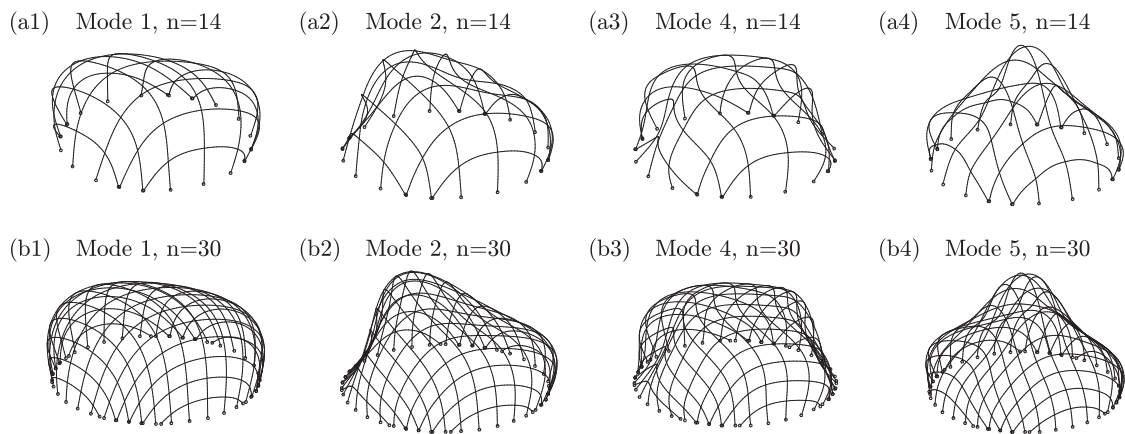 (a1) Mode 1, n=14 (a2) Mode 2, n=14 (a3) Mode 4, n=14 (a4) Mode 5, n=14
(b1) Mode 1, n=30 (b2) Mode 2, n=30 (b3) Mode 4, n=30 (b4) Mode 5, n=30